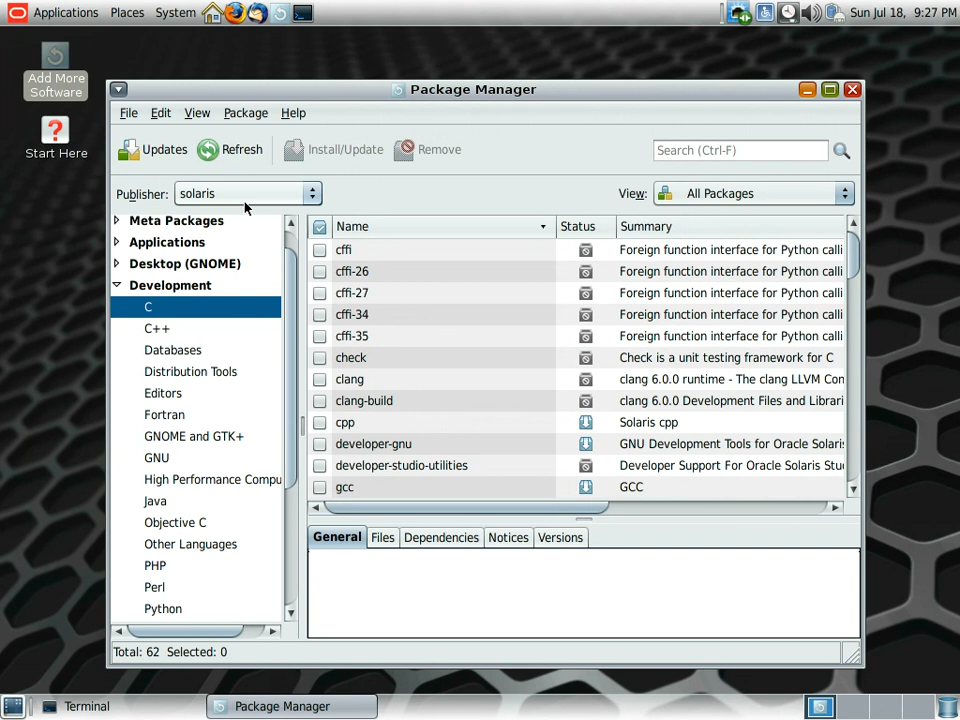 Applications Places System Sun Jul 18, 9:27 PM
Add More
Software
Start Here
Package Manager
File Edit View Package Help
Updates Refresh Install/Update Remove Search (Ctrl-F)
Publisher: solaris View: All Packages
Meta Packages
Applications
Desktop (GNOME)
Development
C
C++
Databases
Distribution Tools
Editors
Fortran
GNOME and GTK+
GNU
High Performance Compu
Java
Objective C
Other Languages
PHP
Perl
Python
Name Status Summary
cffi Foreign function interface for Python calli
cffi-26 Foreign function interface for Python calli
cffi-27 Foreign function interface for Python calli
cffi-34 Foreign function interface for Python calli
cffi-35 Foreign function interface for Python calli
check Check is a unit testing framework for C
clang clang 6.0.0 runtime - The clang LLVM Con
clang-build clang 6.0.0 Development Files and Librari
cpp Solaris cpp
developer-gnu GNU Development Tools for Oracle Solaris
developer-studio-utilities Developer Support For Oracle Solaris Stu
gcc GCC
General Files Dependencies Notices Versions
Total: 62 Selected: 0
Terminal Package Manager